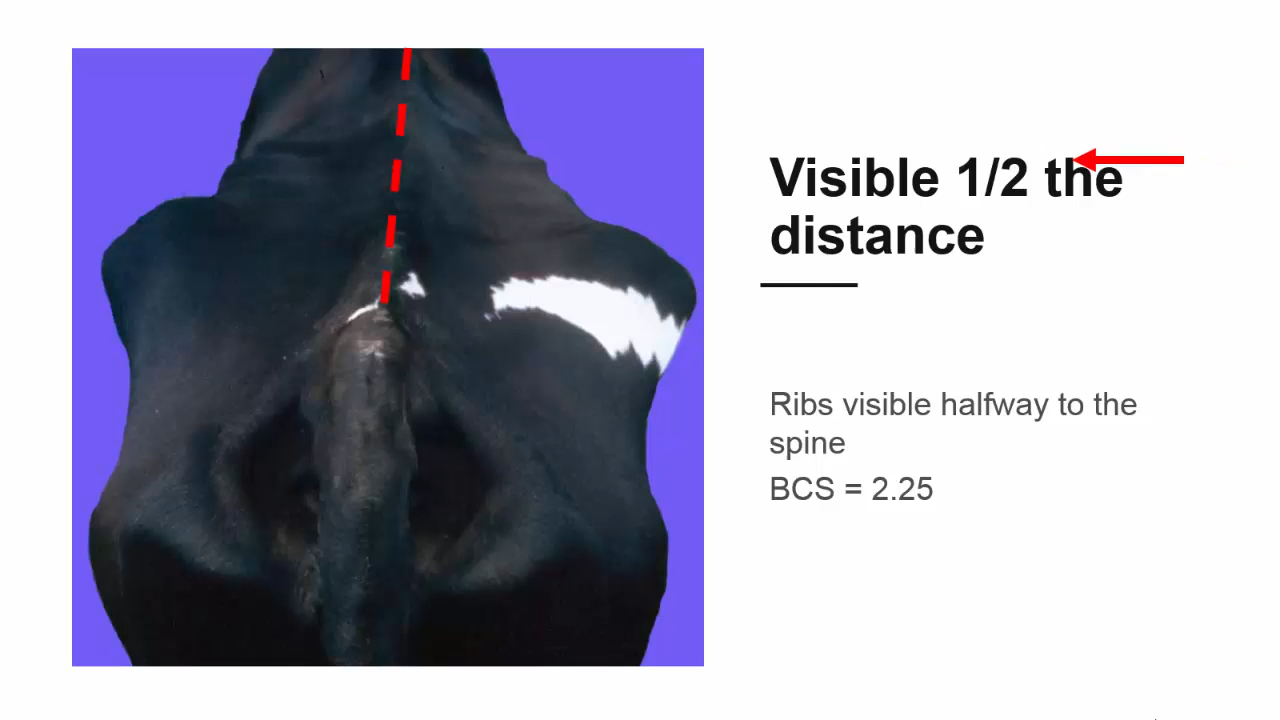 Visible 1/2 the
distance
Ribs visible halfway to the
spine
BCS = 2.25